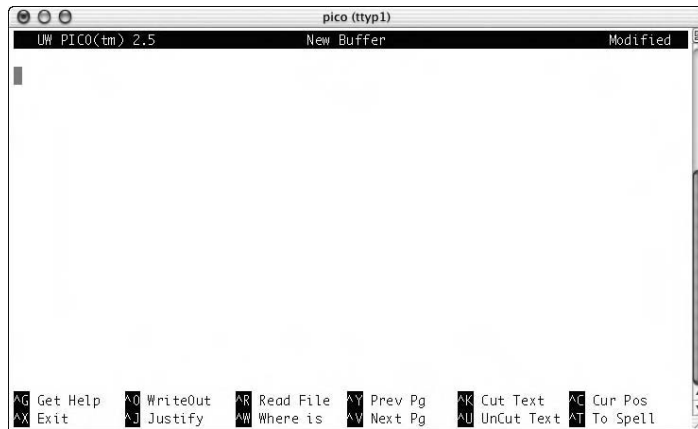 pico (ttyp1)
UW PICO(tm) 2.5 New Buffer Modified
^G Get Help ^O WriteOut ^R Read File ^Y Prev Pg ^K Cut Text ^C Cur Pos
^X Exit ^J Justify ^W Where is ^V Next Pg ^U UnCut Text ^T To Spell